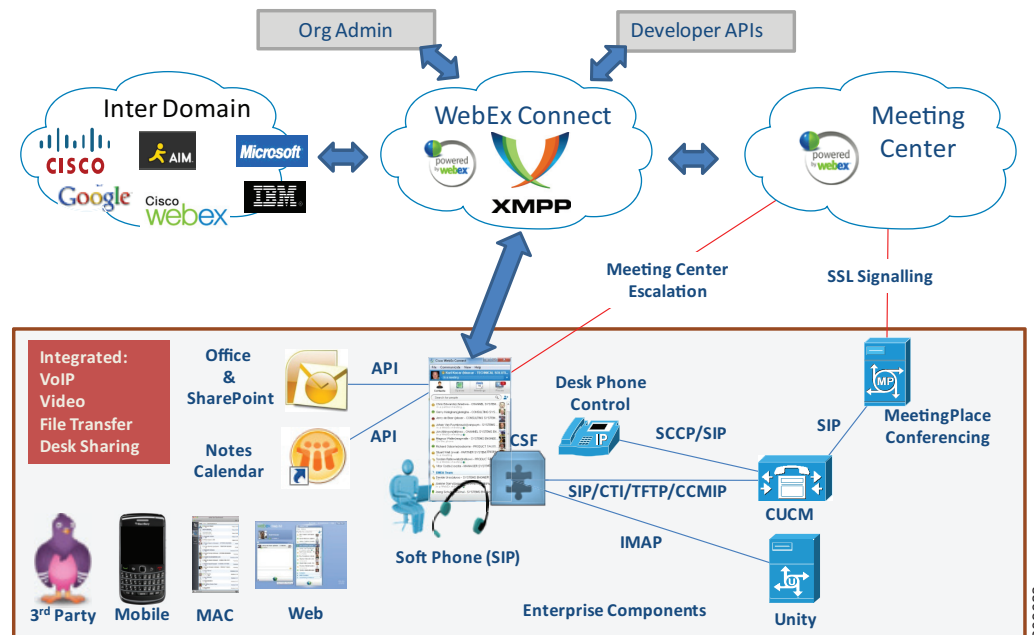 Org Admin
Developer APIs
Inter Domain
CISCO
AIM.
Microsoft
Google
Cisco
webex
IBM
WebEx Connect
powered
by webex
XMPP
Meeting
Center
powered
by webex
Meeting Center
Escalation
SSL Signalling
Integrated:
VoIP
Video
File Transfer
Desk Sharing
Office
&
SharePoint
API
Notes
Calendar
API
CSF
Desk Phone
Control
IP
SCCP/SIP
SIP
MP
MeetingPlace
Conferencing
SIP/CTI/TFTP/CCMIP
CUCM
IMAP
Soft Phone (SIP)
U
Unity
Enterprise Components
3rd Party
Mobile
MAC
Web